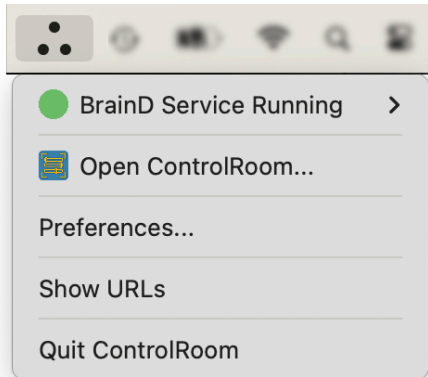 BrainD Service Running
Open ControlRoom...
Preferences...
Show URLs
Quit ControlRoom